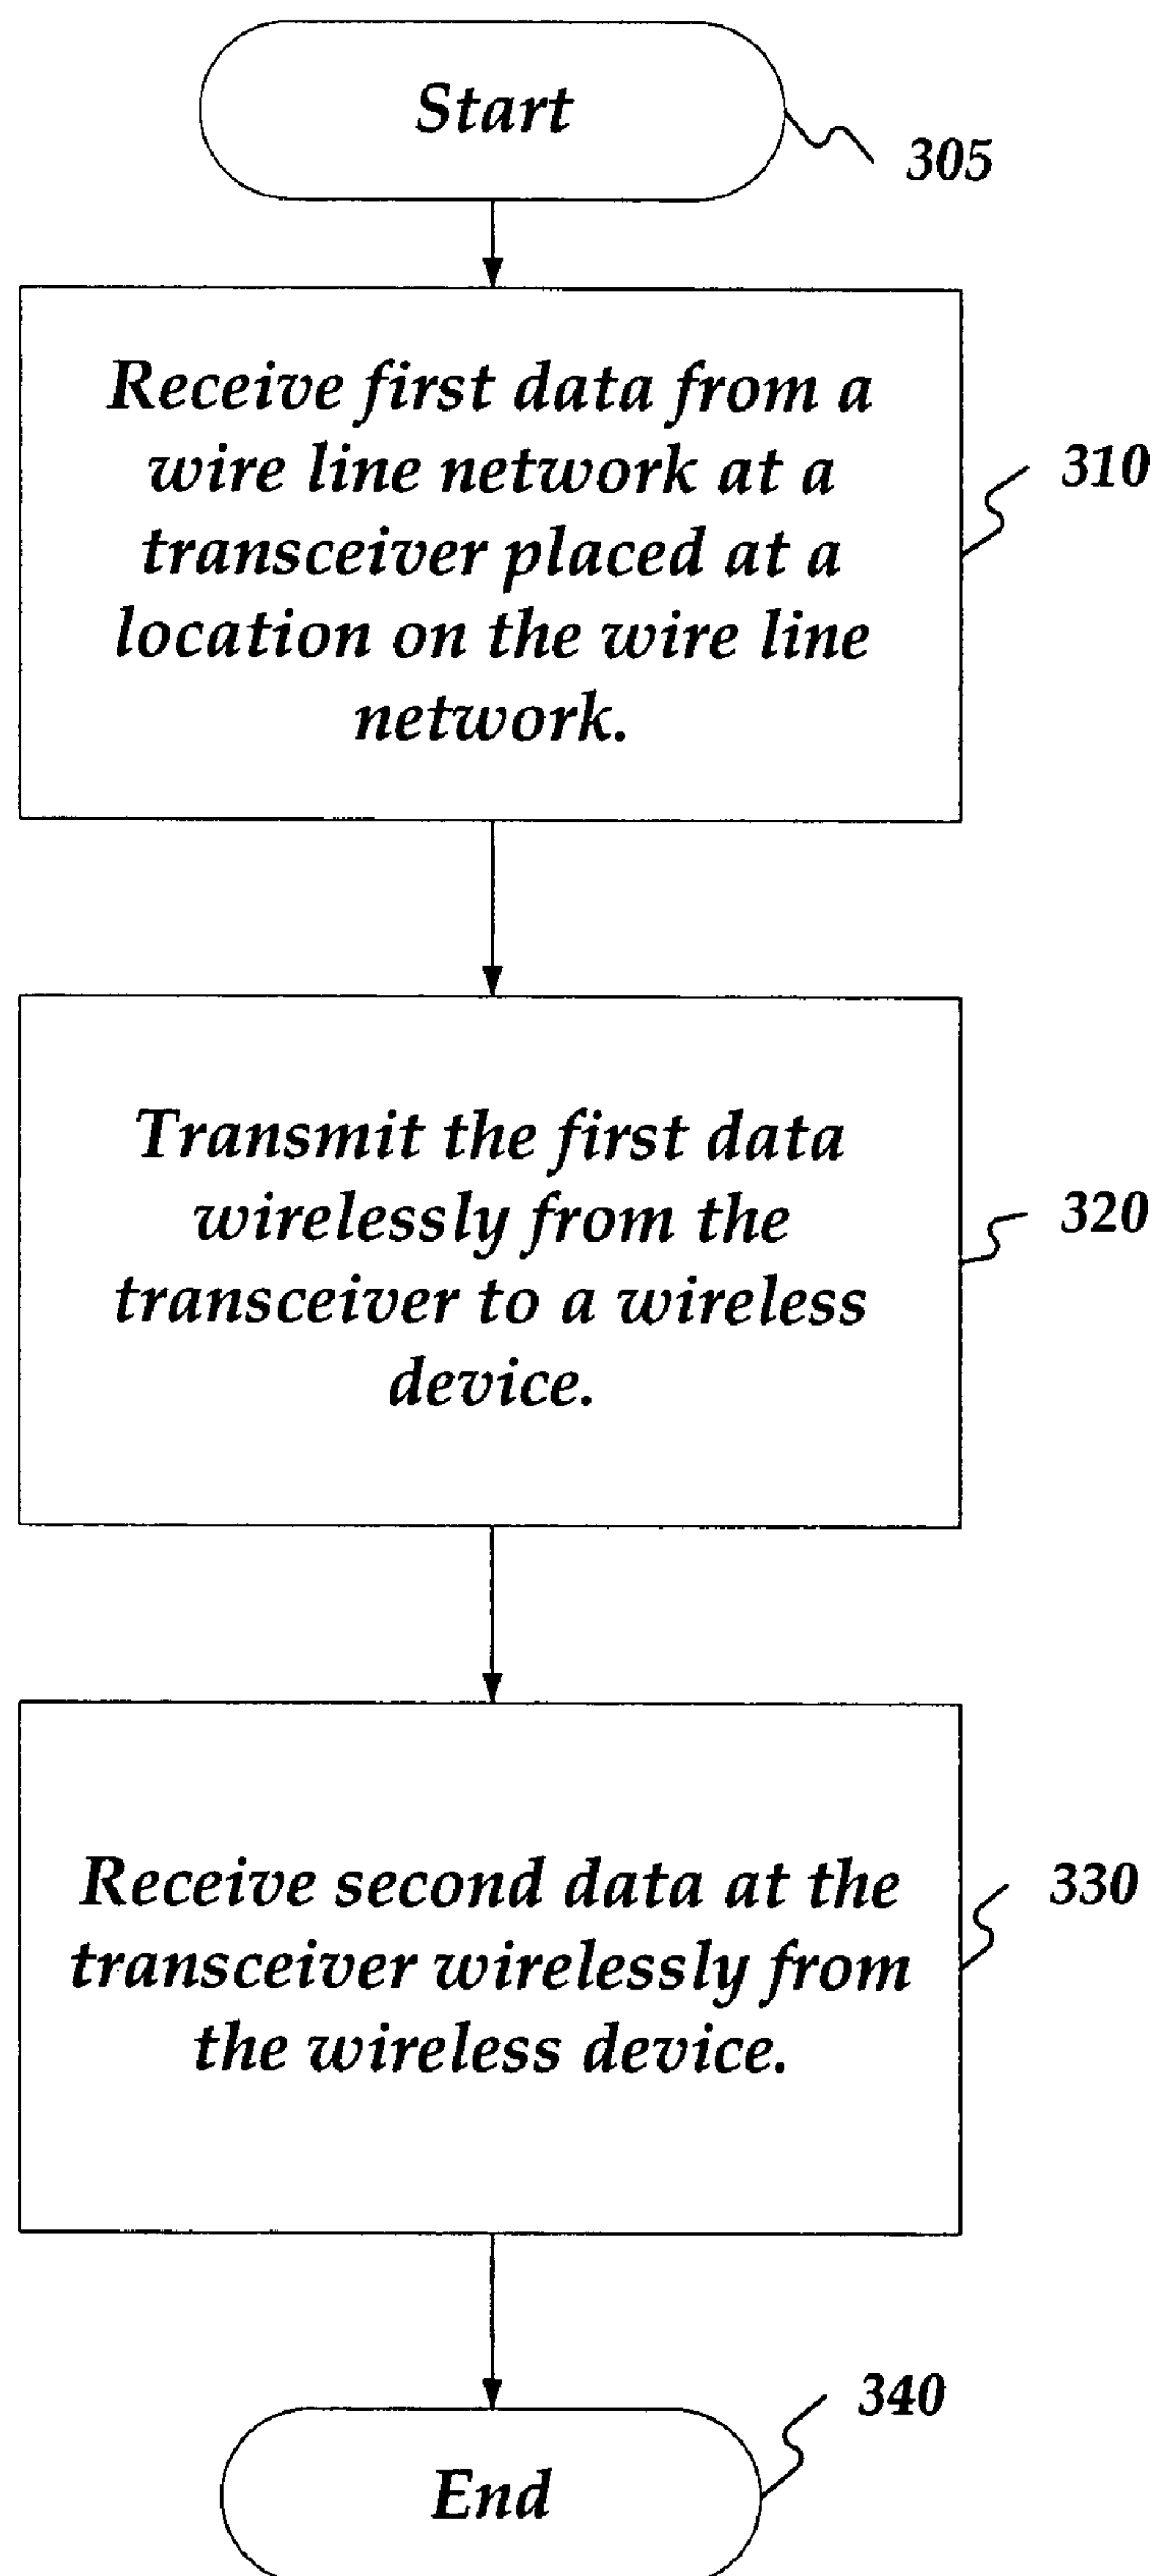 Start
305
Receive first data from a
wire line network at a
transceiver placed at a
location on the wire line
network.
310
Transmit the first data
wirelessly from the
transceiver to a wireless
device.
320
Receive second data at the
transceiver wirelessly from
the wireless device.
330
End
340